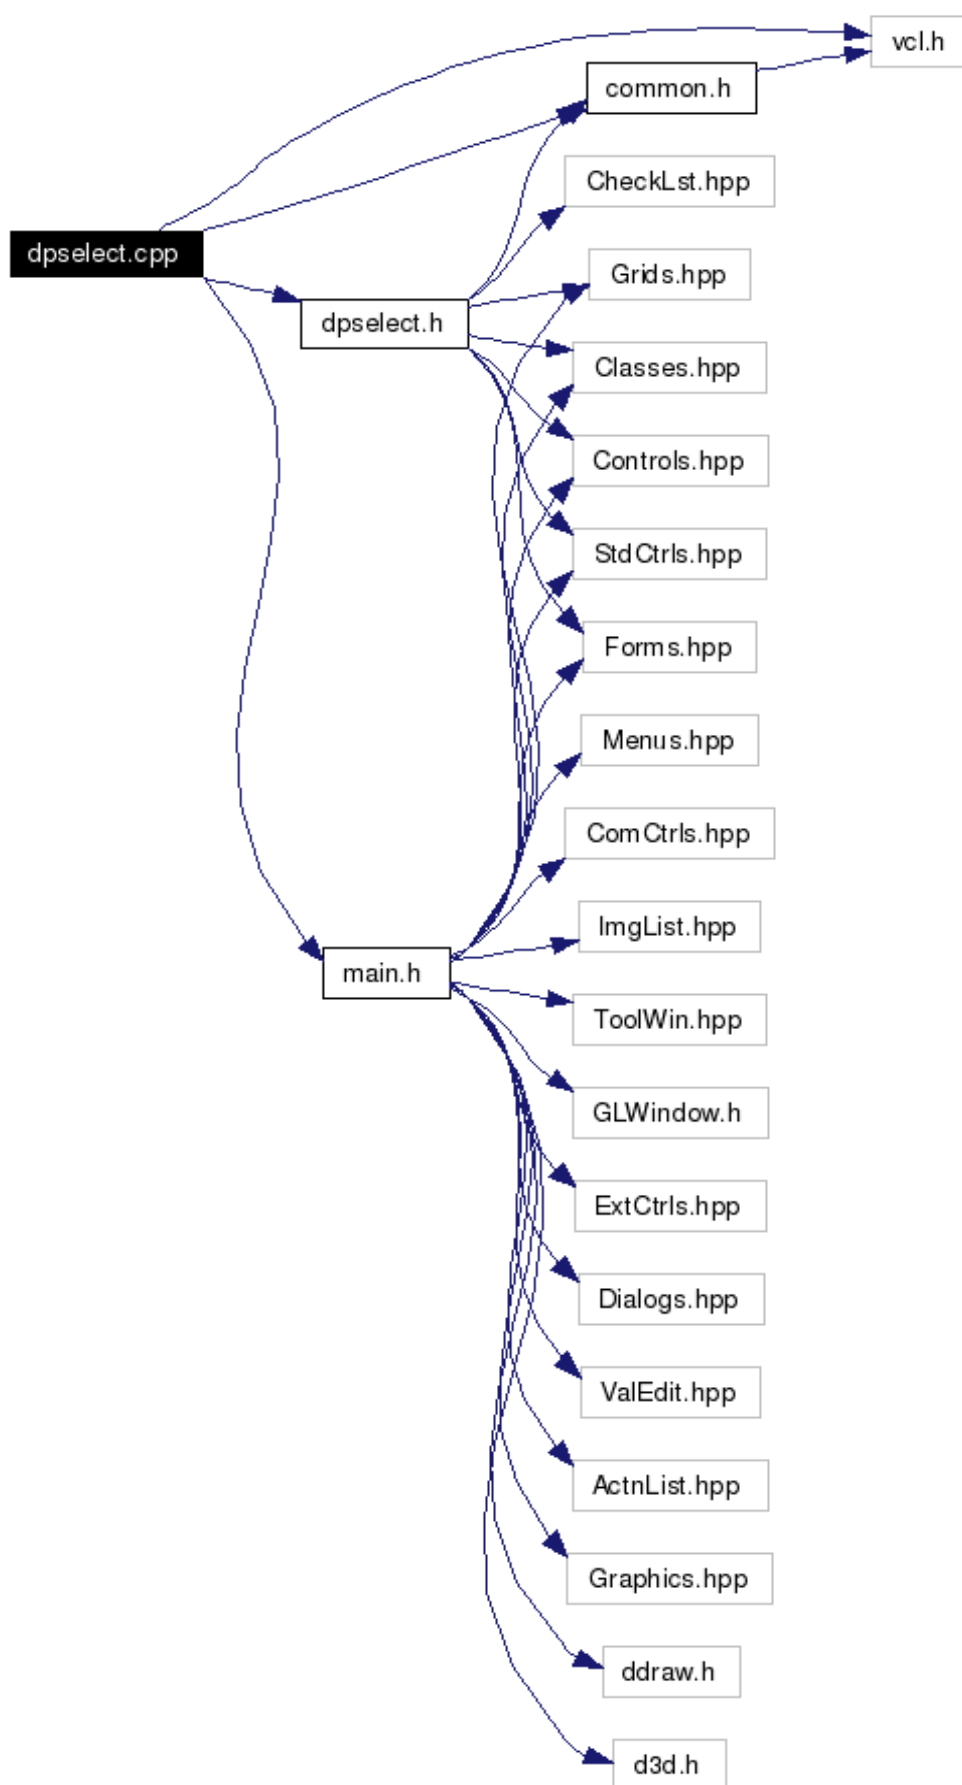 vcl.h
common.h
CheckLst.hpp
dpselect.cpp
Grids.hpp
dpselect.h
Classes.hpp
Controls.hpp
StdCtrls.hpp
Forms.hpp
Menus.hpp
ComCtrls.hpp
ImgList.hpp
main.h
ToolWin.hpp
GLWindow.h
ExtCtrls.hpp
Dialogs.hpp
ValEdit.hpp
ActnList.hpp
Graphics.hpp
ddraw.h
d3d.h